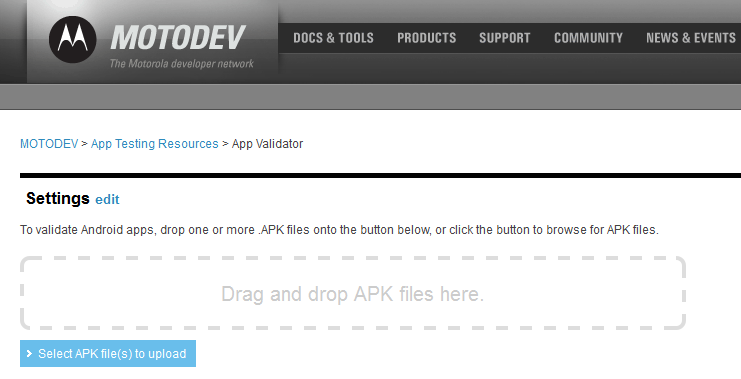 MOTODEV
The Motorola developer network
DOCS & TOOLS PRODUCTS SUPPORT COMMUNITY NEWS & EVENTS
MOTODEV > App Testing Resources > App Validator
Settings edit
To validate Android apps, drop one or more .APK files onto the button below, or click the button to browse for APK files.
Drag and drop APK files here.
Select APK file(s) to upload